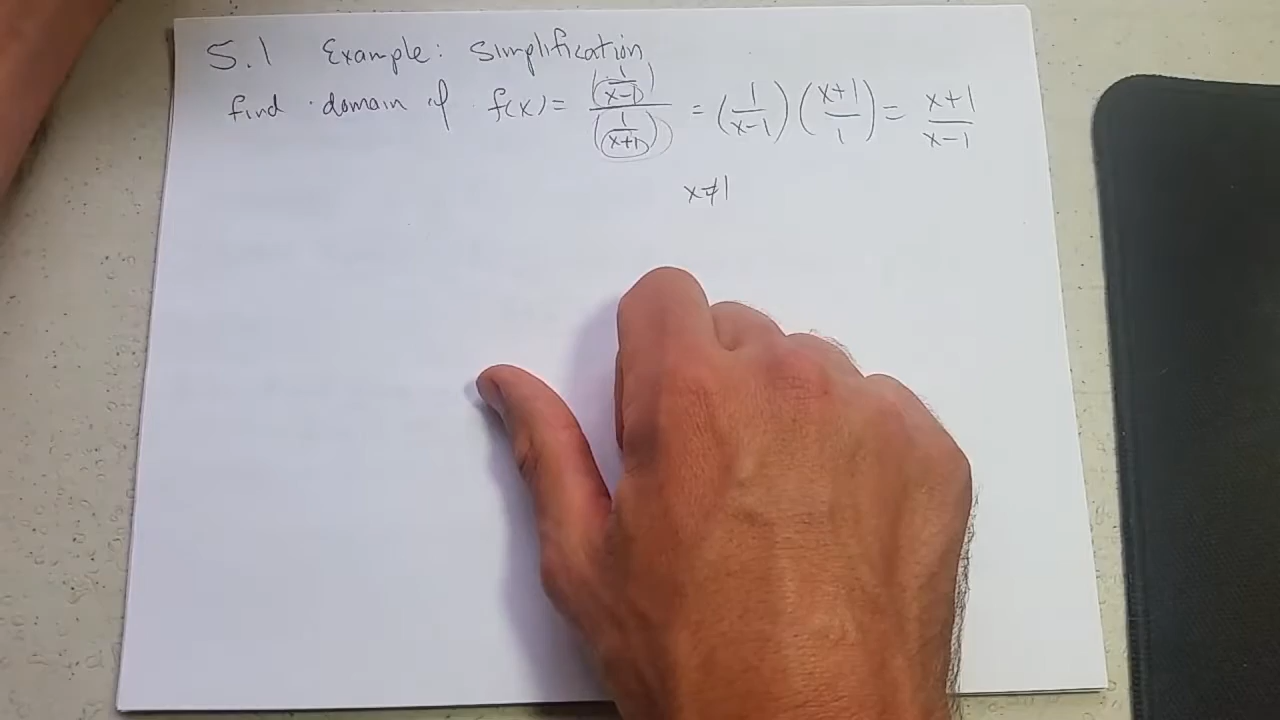 5.1 Example: Simplification
find domain of f(x) = (1/(x-1))/(1/(x+1)) = (1/(x-1))((x+1)/1) = (x+1)/(x-1)
x≠1